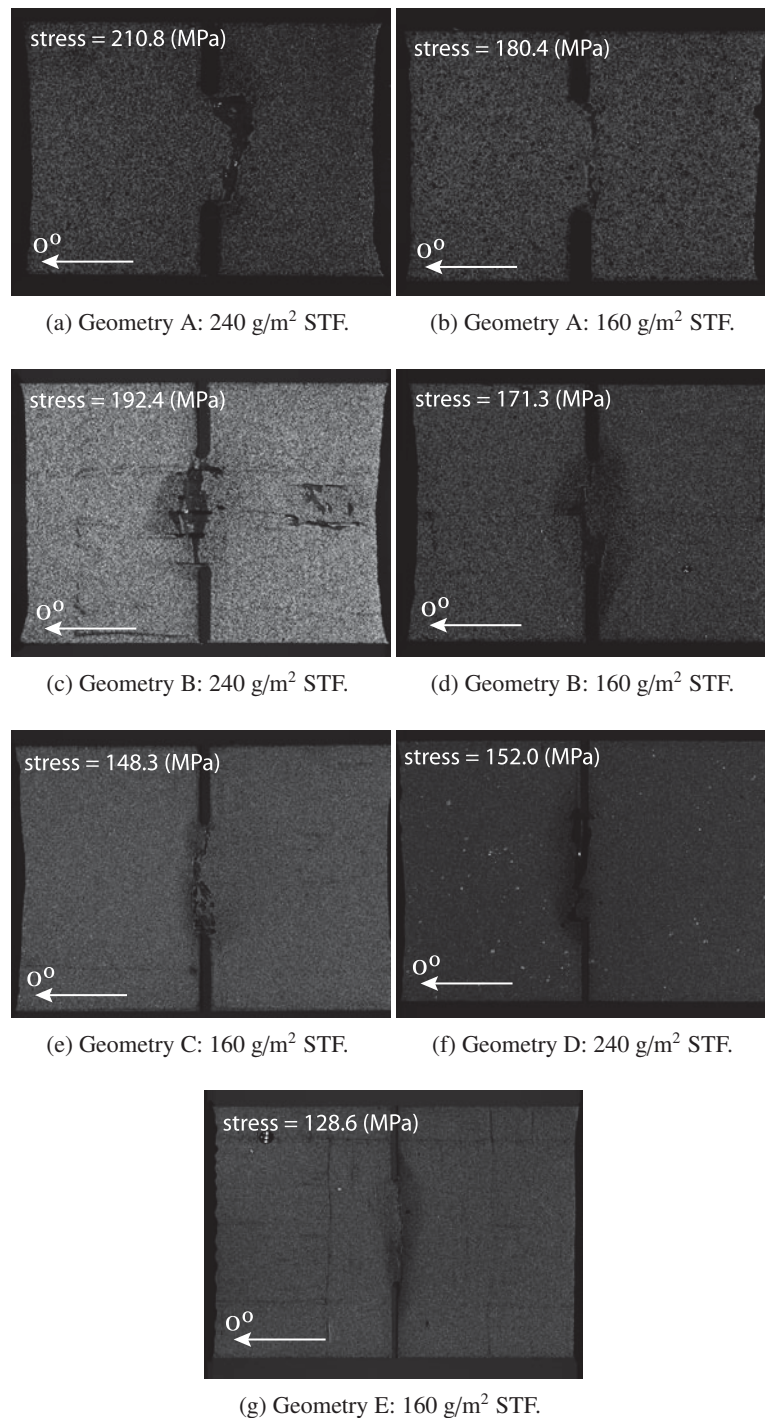 stress = 210.8 (MPa)
0°
stress = 180.4 (MPa)
0°
(a) Geometry A: 240 g/m² STF.
(b) Geometry A: 160 g/m² STF.
stress = 192.4 (MPa)
0°
stress = 171.3 (MPa)
0°
(c) Geometry B: 240 g/m² STF.
(d) Geometry B: 160 g/m² STF.
stress = 148.3 (MPa)
0°
stress = 152.0 (MPa)
0°
(e) Geometry C: 160 g/m² STF.
(f) Geometry D: 240 g/m² STF.
stress = 128.6 (MPa)
0°
(g) Geometry E: 160 g/m² STF.